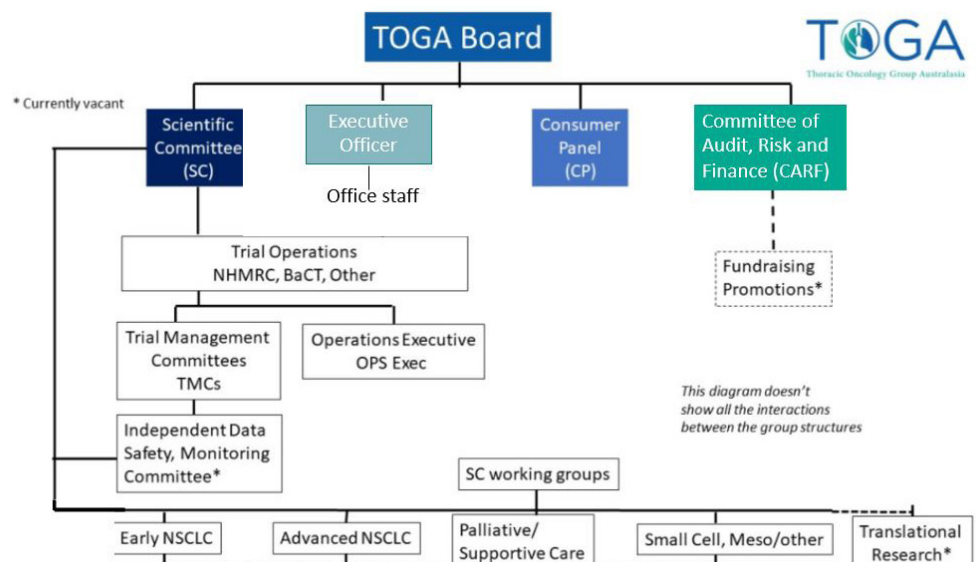 TOGA Board
TOGA
Thoracic Oncology Group Australasia
* Currently vacant
Scientific
Committee
(SC)
Executive
Officer
Office staff
Consumer
Panel
(CP)
Committee of
Audit, Risk and
Finance (CARF)
Trial Operations
NHMRC, BaCT, Other
Fundraising
Promotions*
Trial Management
Committees
TMCs
Operations Executive
OPS Exec
This diagram doesn't
show all the interactions
between the group structures
Independent Data
Safety, Monitoring
Committee*
SC working groups
Early NSCLC
Advanced NSCLC
Palliative/
Supportive Care
Small Cell, Meso/other
Translational
Research*